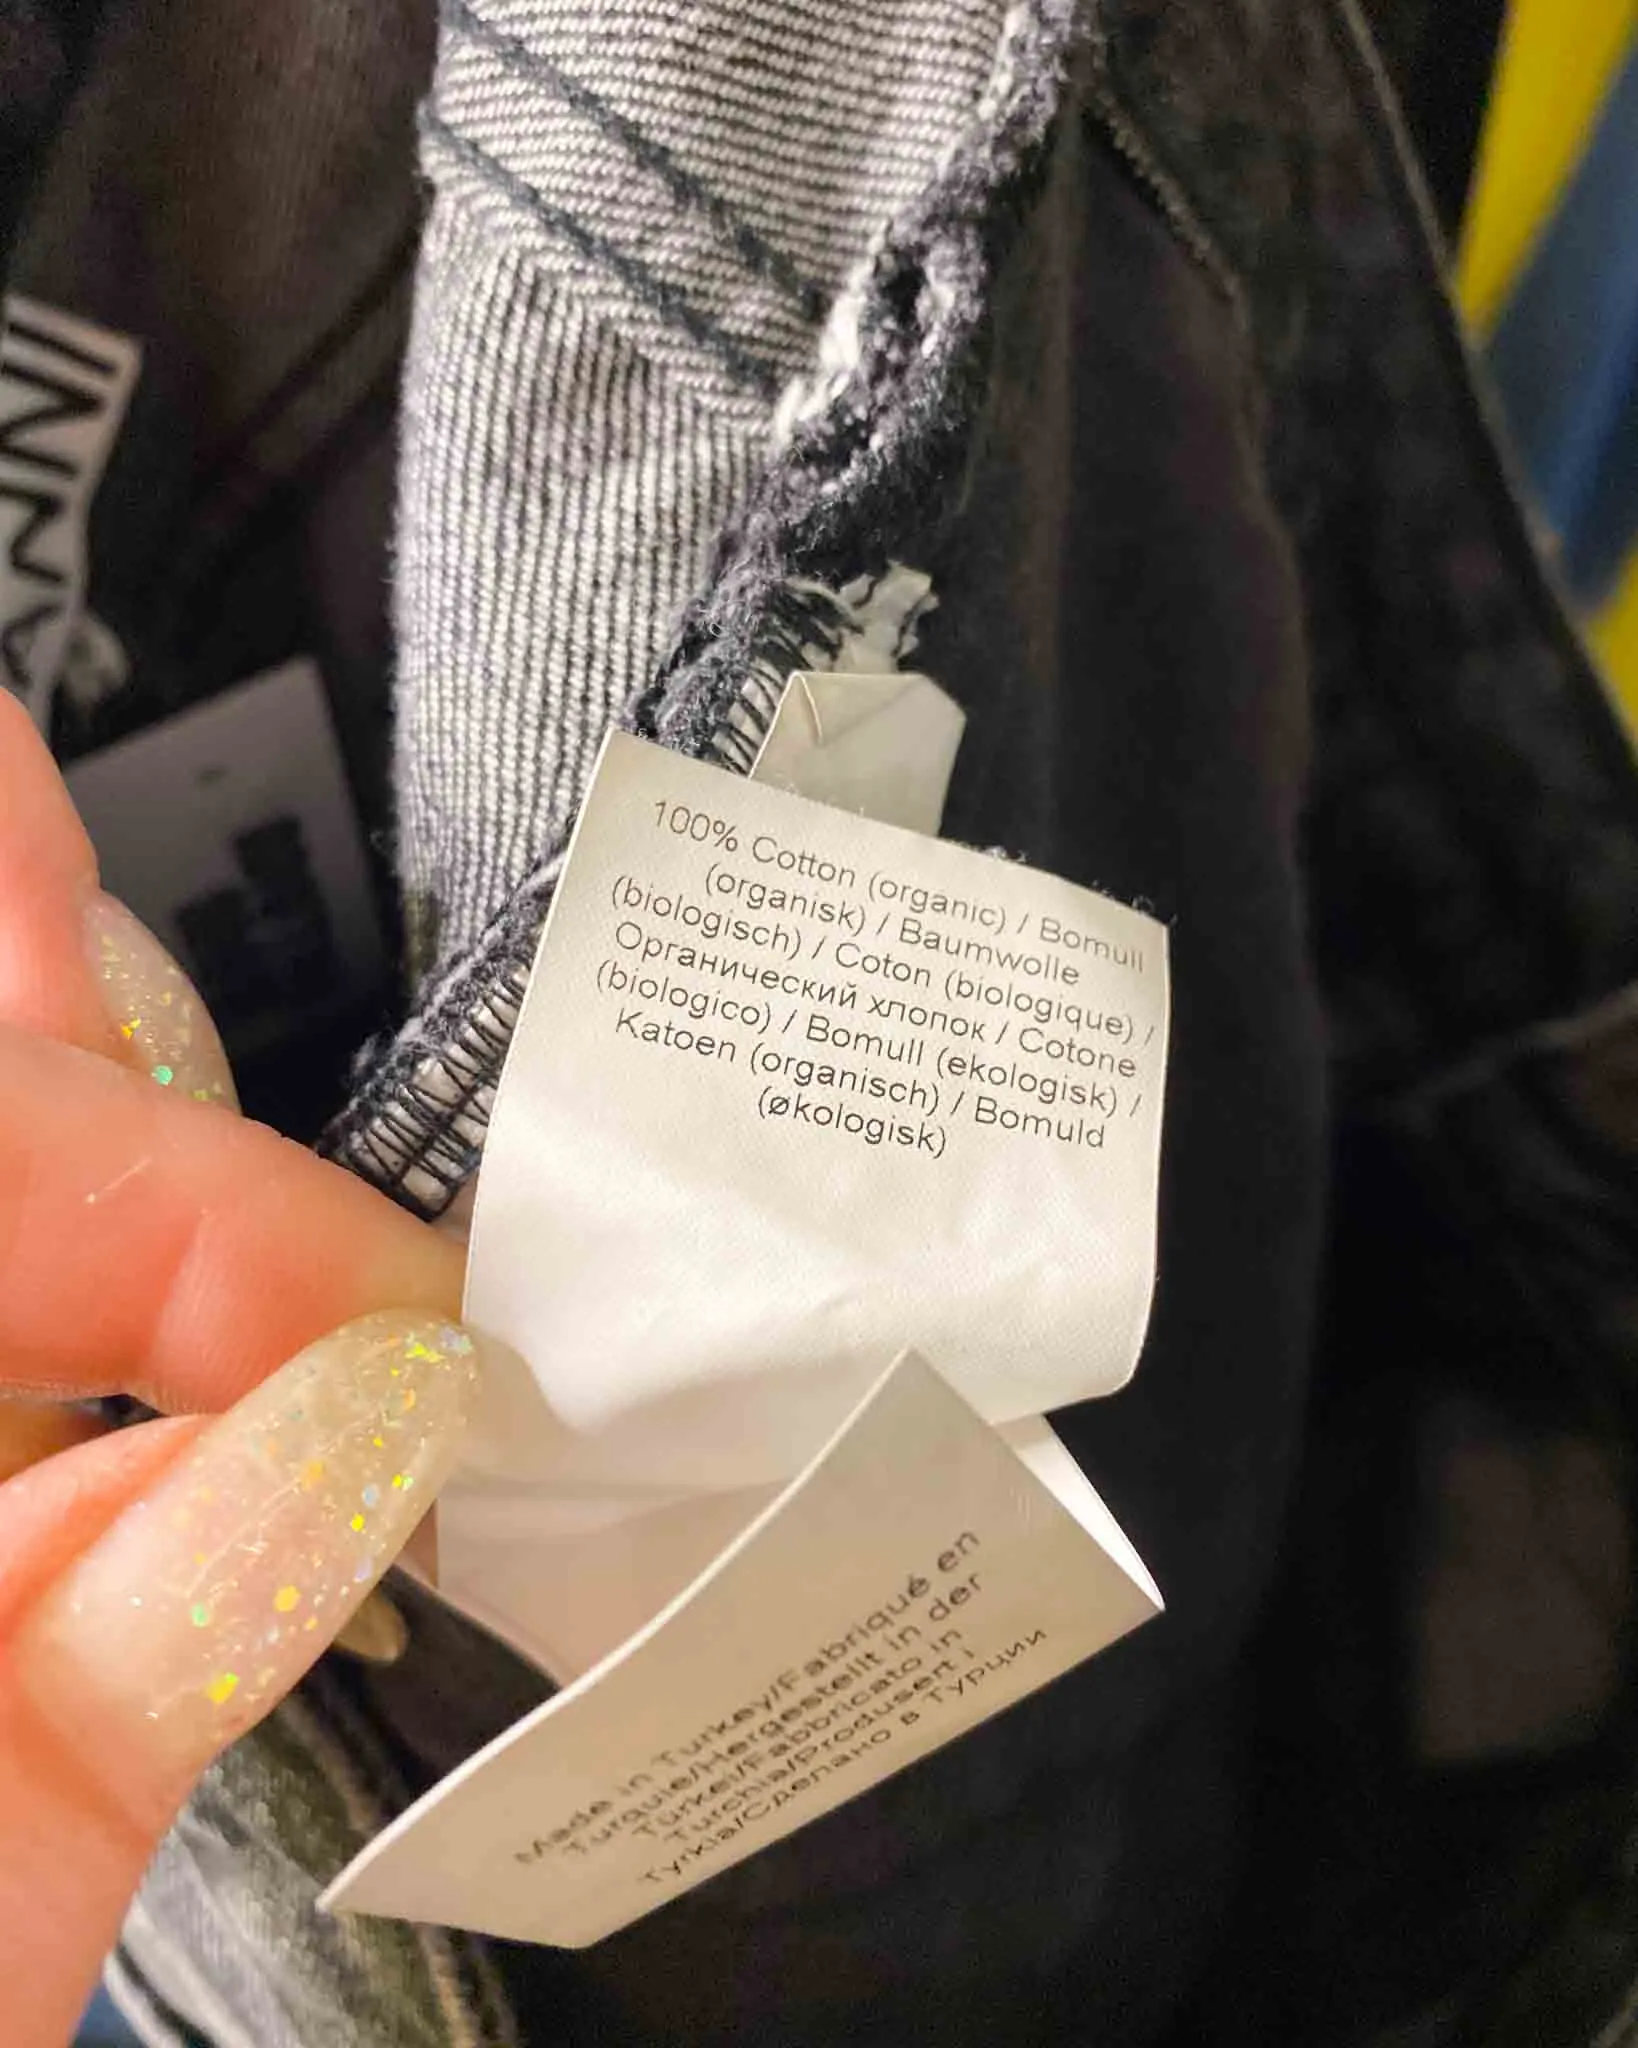 100% Cotton (organic) / Bomull
(organisk) / Baumwolle
(biologisch) / Coton (biologique) /
Органический хлопок / Cotone
(biologico) / Bomull (ekologisk) /
Katoen (organisch) / Bomuld
(økologisk)
Made in Turkey/Fabriqué en
Turquie/Hergestellt in der
Türkei/Fabbricato in
Turchia/Produsert i
Tyrkia/Сделано в Турции